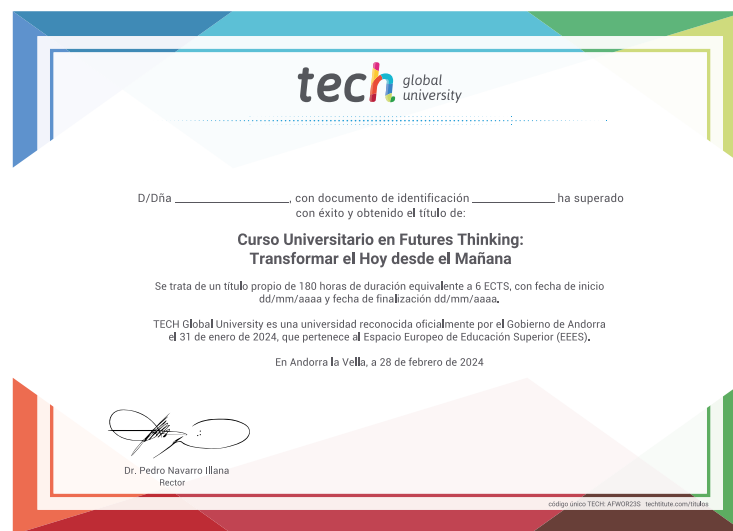 tech global university
D/Dña __________________, con documento de identificación _____________ ha superado
con éxito y obtenido el título de:
Curso Universitario en Futures Thinking:
Transformar el Hoy desde el Mañana
Se trata de un título propio de 180 horas de duración equivalente a 6 ECTS, con fecha de inicio
dd/mm/aaaa y fecha de finalización dd/mm/aaaa.
TECH Global University es una universidad reconocida oficialmente por el Gobierno de Andorra
el 31 de enero de 2024, que pertenece al Espacio Europeo de Educación Superior (EEES).
En Andorra la Vella, a 28 de febrero de 2024
Dr. Pedro Navarro Illana
Rector
código único TECH: AFWOR23S techtitute.com/titulos